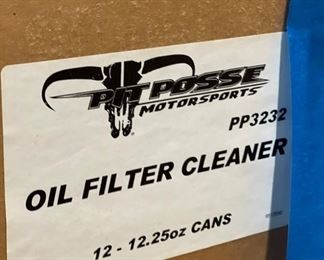 PIT POSSE
MOTORSPORTS
PP3232
OIL FILTER CLEANER
12 - 12.25oz CANS